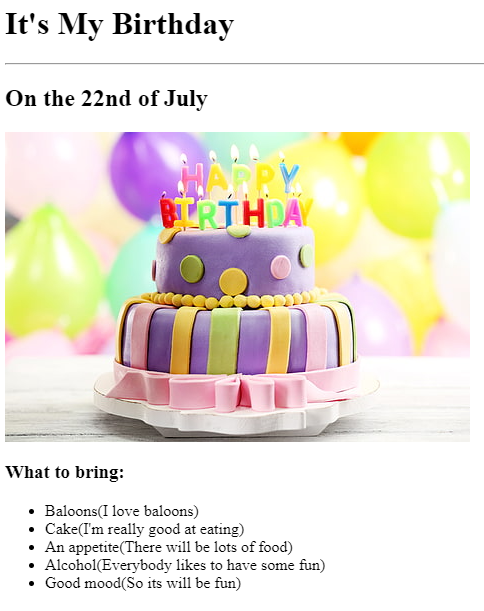 It's My Birthday
On the 22nd of July
HAPPY
BIRTHDAY
What to bring:
Baloons(I love baloons)
Cake(I'm really good at eating)
An appetite(There will be lots of food)
Alcohol(Everybody likes to have some fun)
Good mood(So its will be fun)